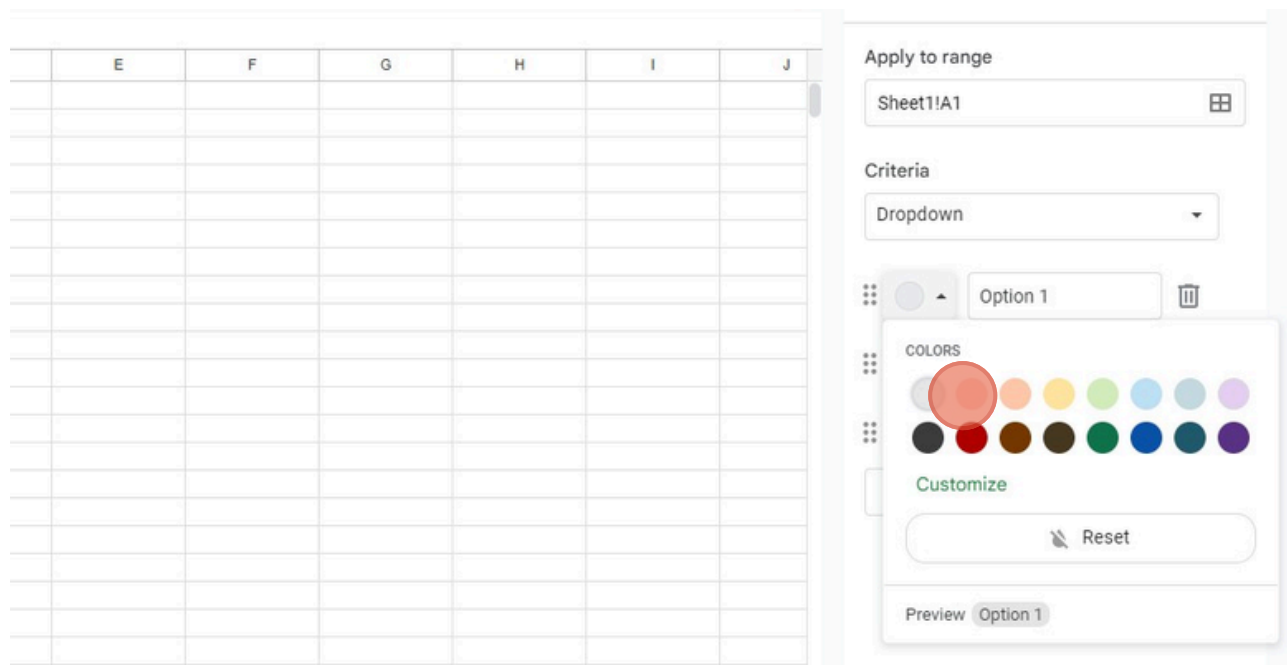 E F G H I J
Apply to range
Sheet1!A1
Criteria
Dropdown
Option 1
COLORS
Customize
Reset
Preview Option 1